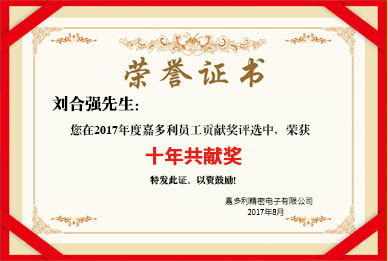 荣誉证书
刘合强先生:
您在2017年度嘉多利员工贡献奖评选中，荣获
十年共献奖
特发此证、以资鼓励!
嘉多利精密电子有限公司
2017年8月